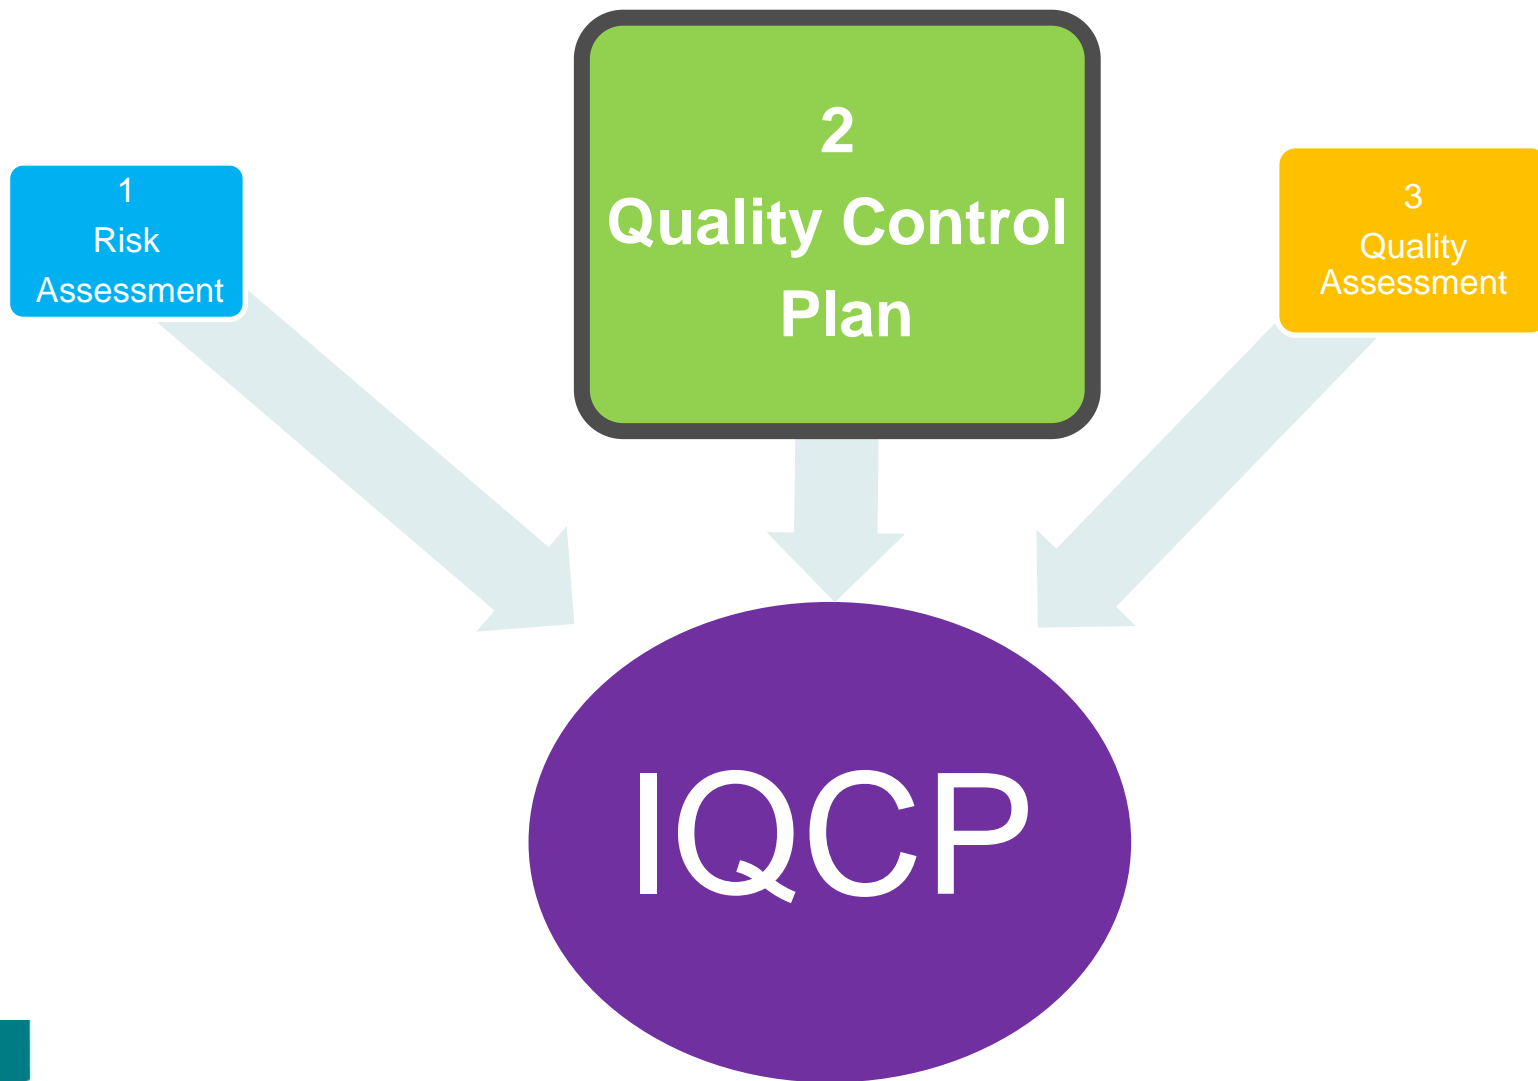 1
Risk
Assessment
2
Quality Control
Plan
3
Quality
Assessment
IQCP